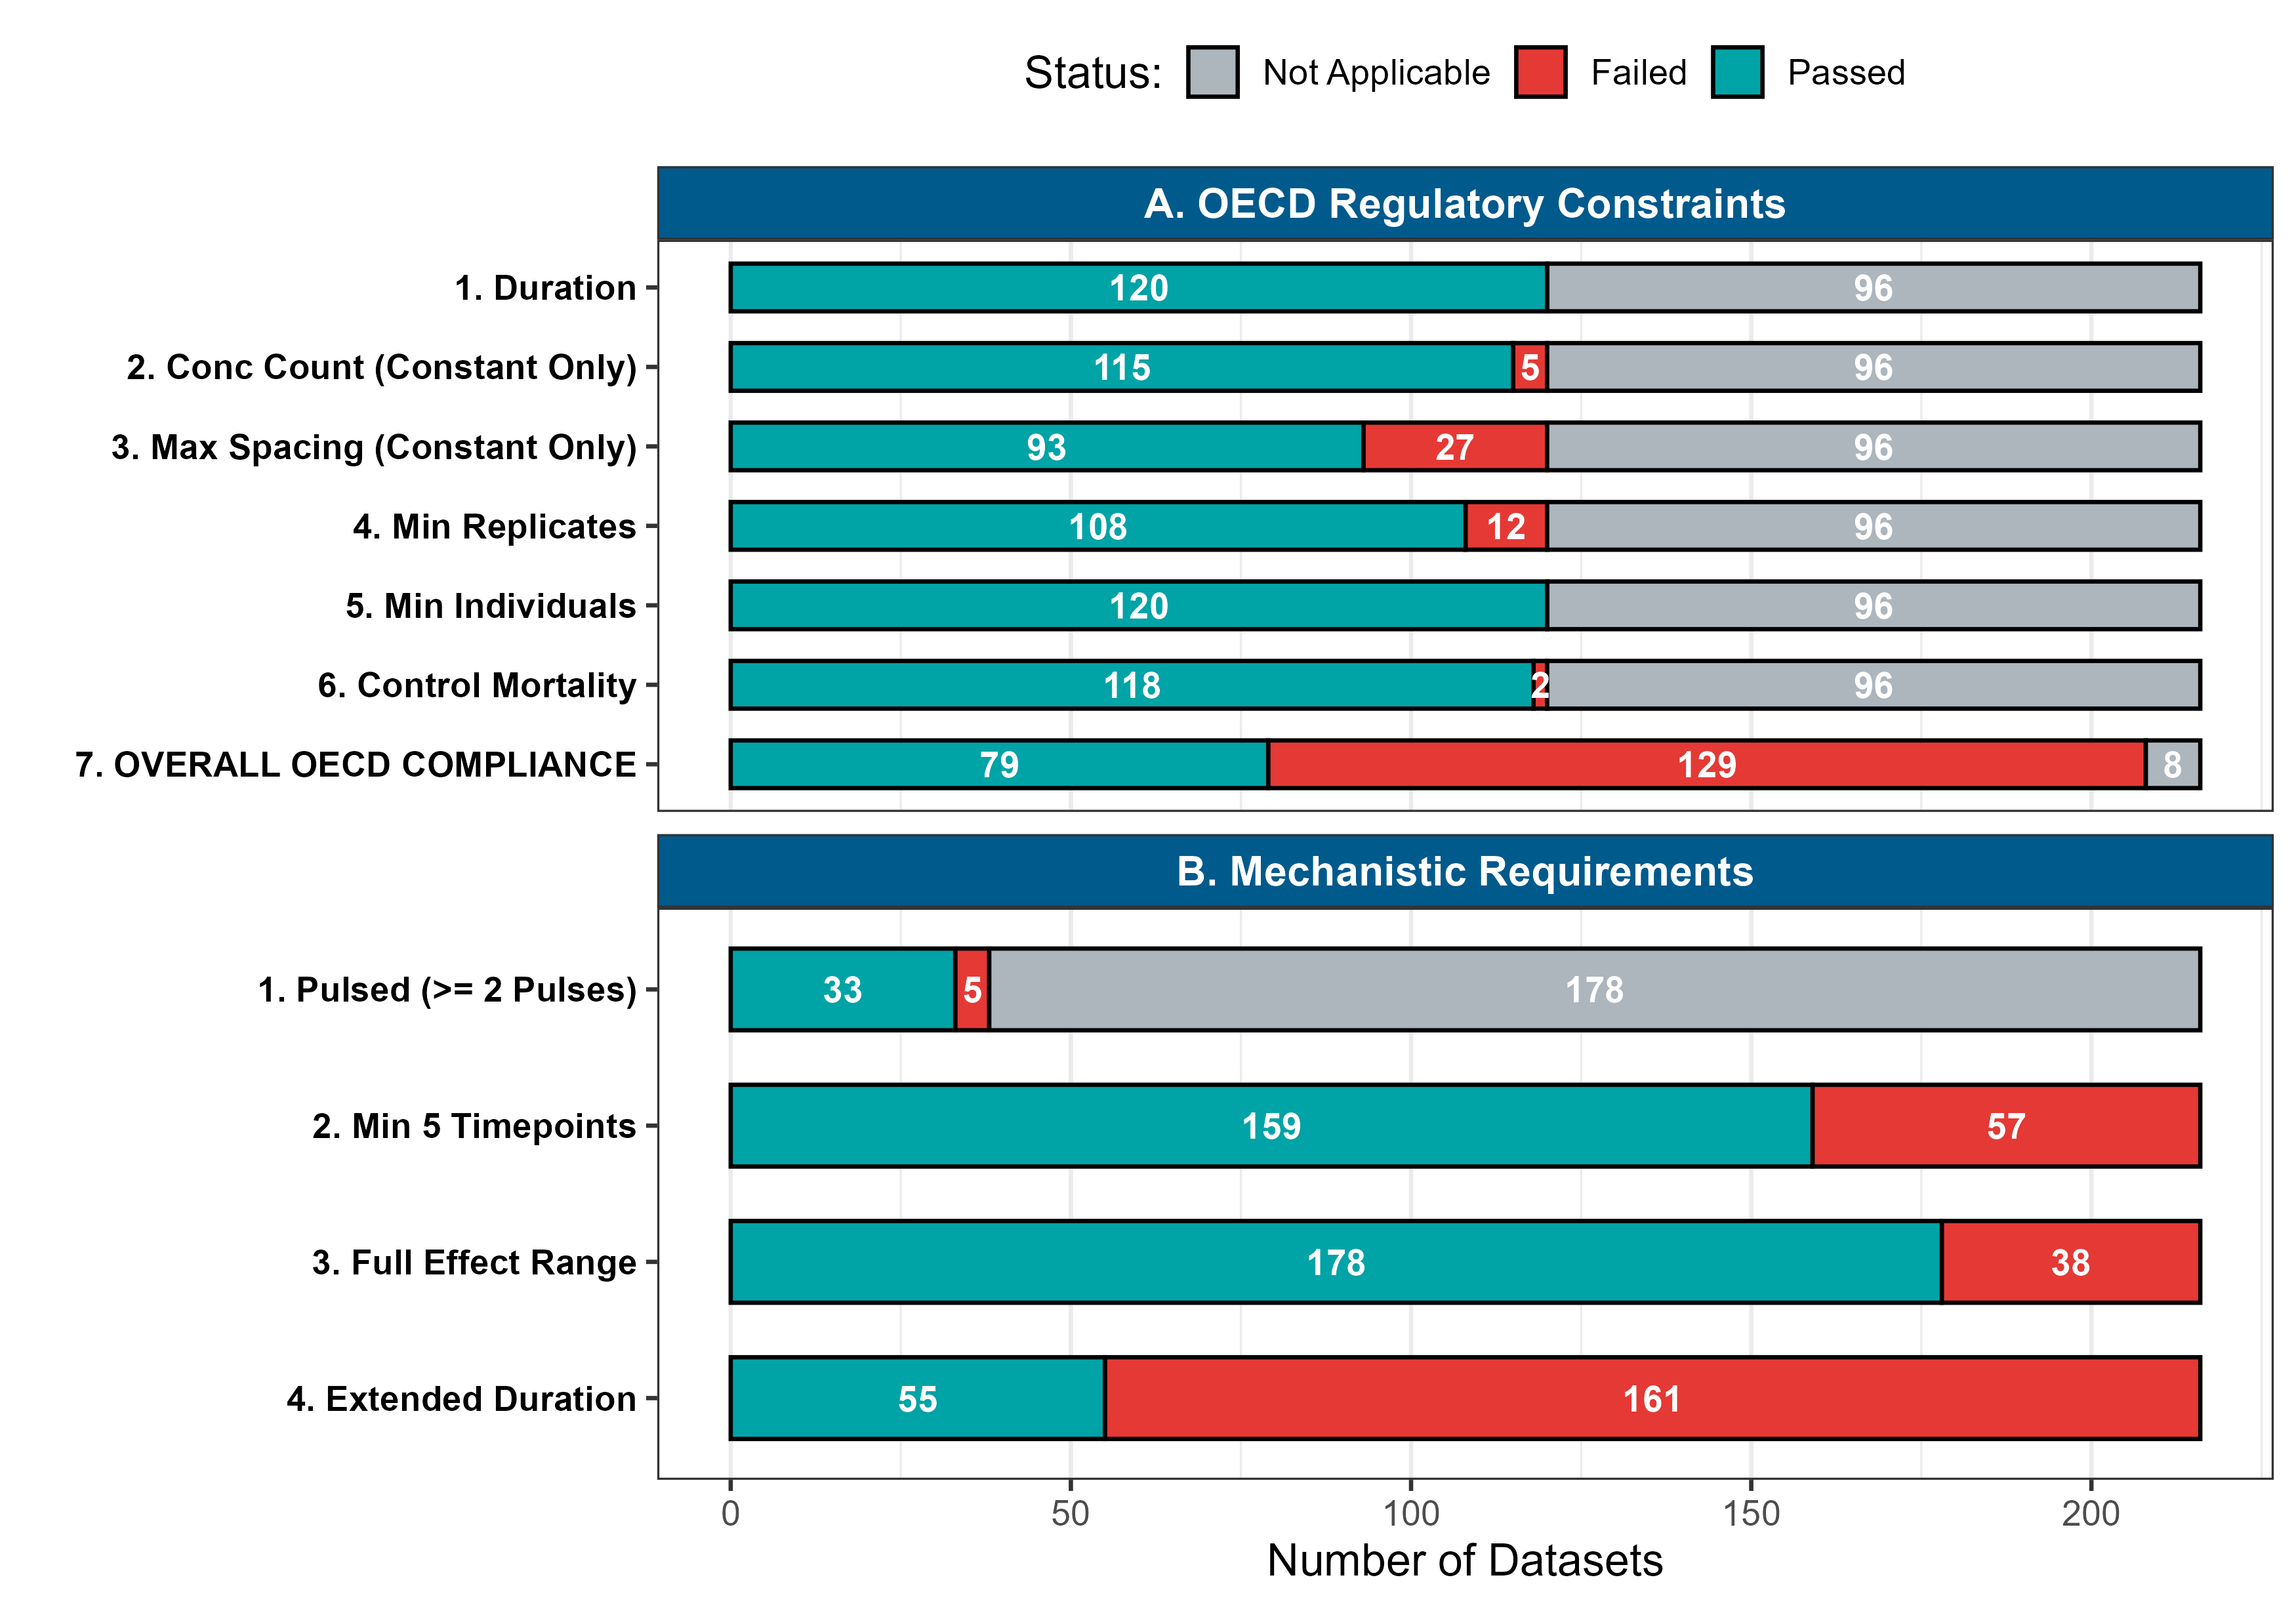 Status: Not Applicable Failed Passed
A. OECD Regulatory Constraints
1. Duration 120 96
2. Conc Count (Constant Only) 115 5 96
3. Max Spacing (Constant Only) 93 27 96
4. Min Replicates 108 12 96
5. Min Individuals 120 96
6. Control Mortality 118 2 96
7. OVERALL OECD COMPLIANCE 79 129 8
B. Mechanistic Requirements
1. Pulsed (>= 2 Pulses) 33 5 178
2. Min 5 Timepoints 159 57
3. Full Effect Range 178 38
4. Extended Duration 55 161
0 50 100 150 200
Number of Datasets